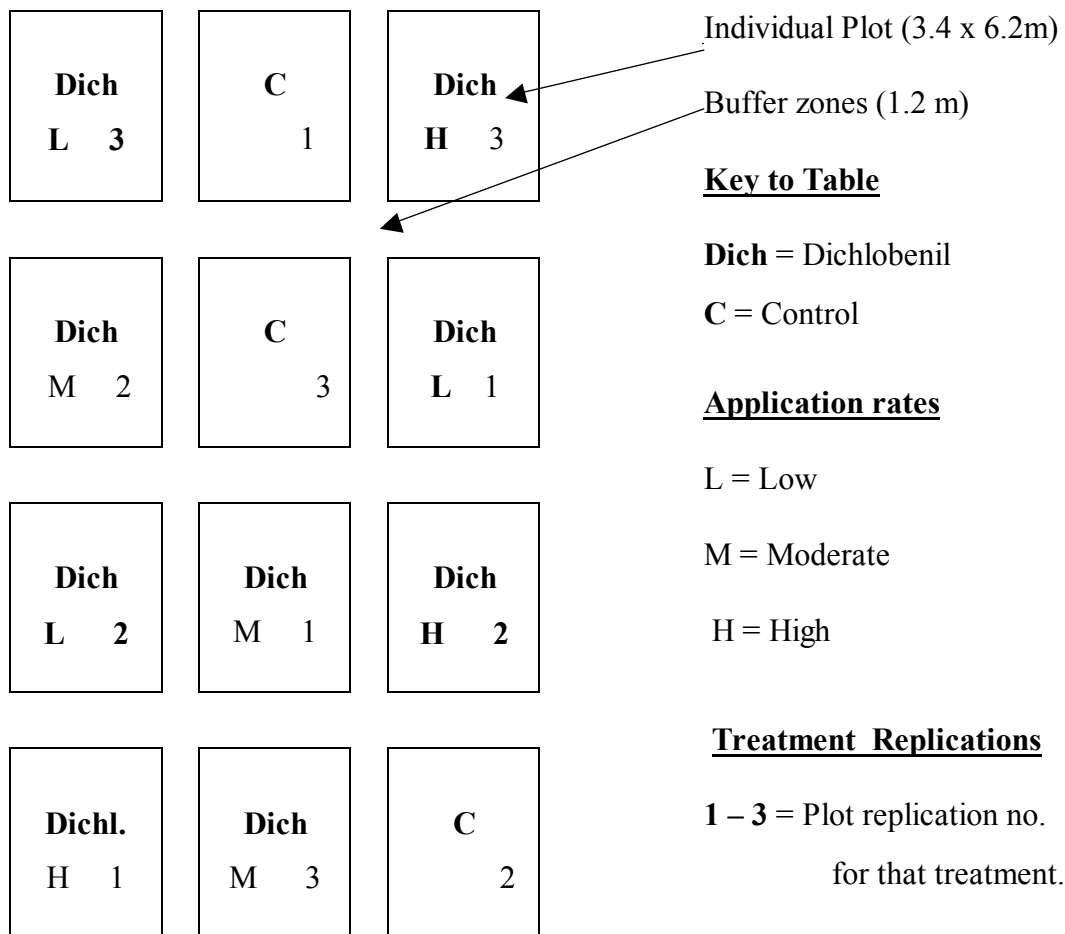 Dich
L 3
C
1
Dich
H 3
Dich
M 2
C
3
Dich
L 1
Dich
L 2
Dich
M 1
Dich
H 2
Dichl.
H 1
Dich
M 3
C
2
Individual Plot (3.4 x 6.2m)
Buffer zones (1.2 m)
Key to Table
Dich = Dichlobenil
C = Control
Application rates
L = Low
M = Moderate
H = High
Treatment Replications
1 – 3 = Plot replication no.
for that treatment.